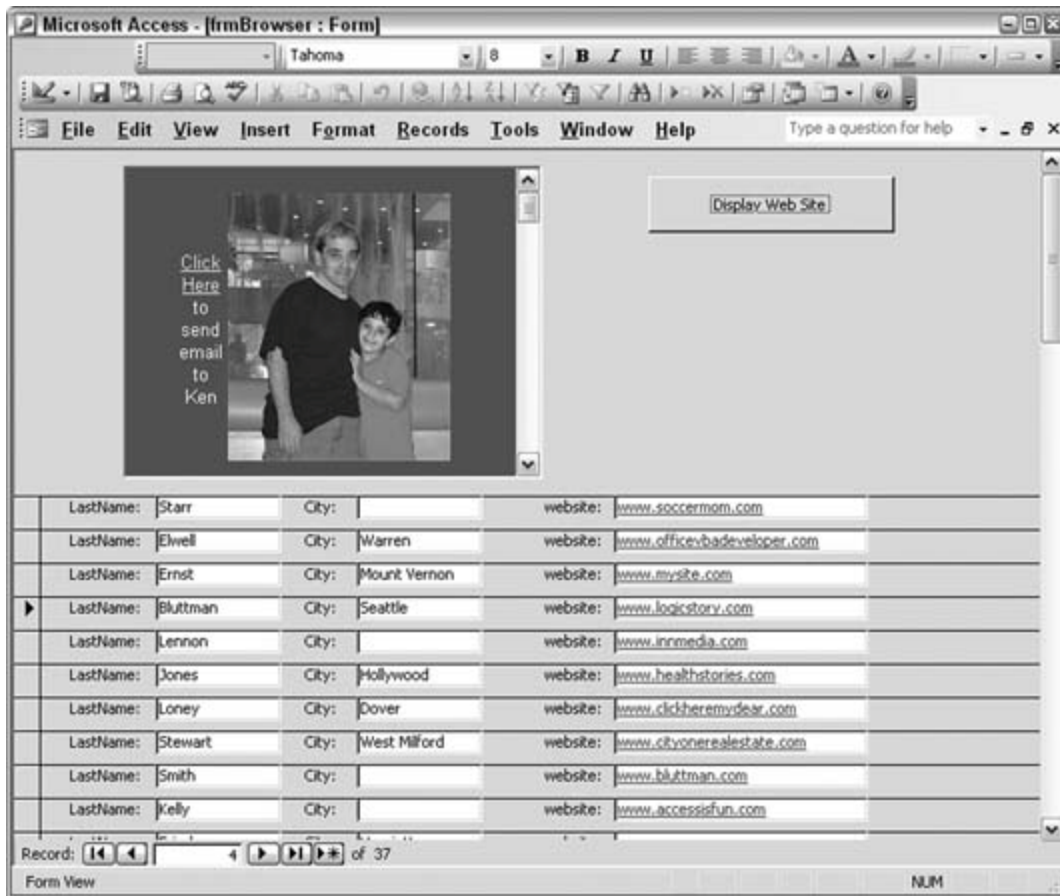 Microsoft Access - [frmBrowser : Form]
Tahoma 8 B I U A
File Edit View Insert Format Records Tools Window Help Type a question for help
Display Web Site
Click
Here
to
send
email
to
Ken
LastName: Starr City: website: www.soccermom.com
LastName: Elwell City: Warren website: www.officevbadeveloper.com
LastName: Ernst City: Mount Vernon website: www.mysite.com
LastName: Bluttman City: Seattle website: www.logicstory.com
LastName: Lennon City: website: www.innmedia.com
LastName: Jones City: Hollywood website: www.healthstories.com
LastName: Loney City: Dover website: www.clickheremydear.com
LastName: Stewart City: West Milford website: www.cityonerealestate.com
LastName: Smith City: website: www.bluttman.com
LastName: Kelly City: website: www.accessisfun.com
Record: 4 of 37
Form View NUM